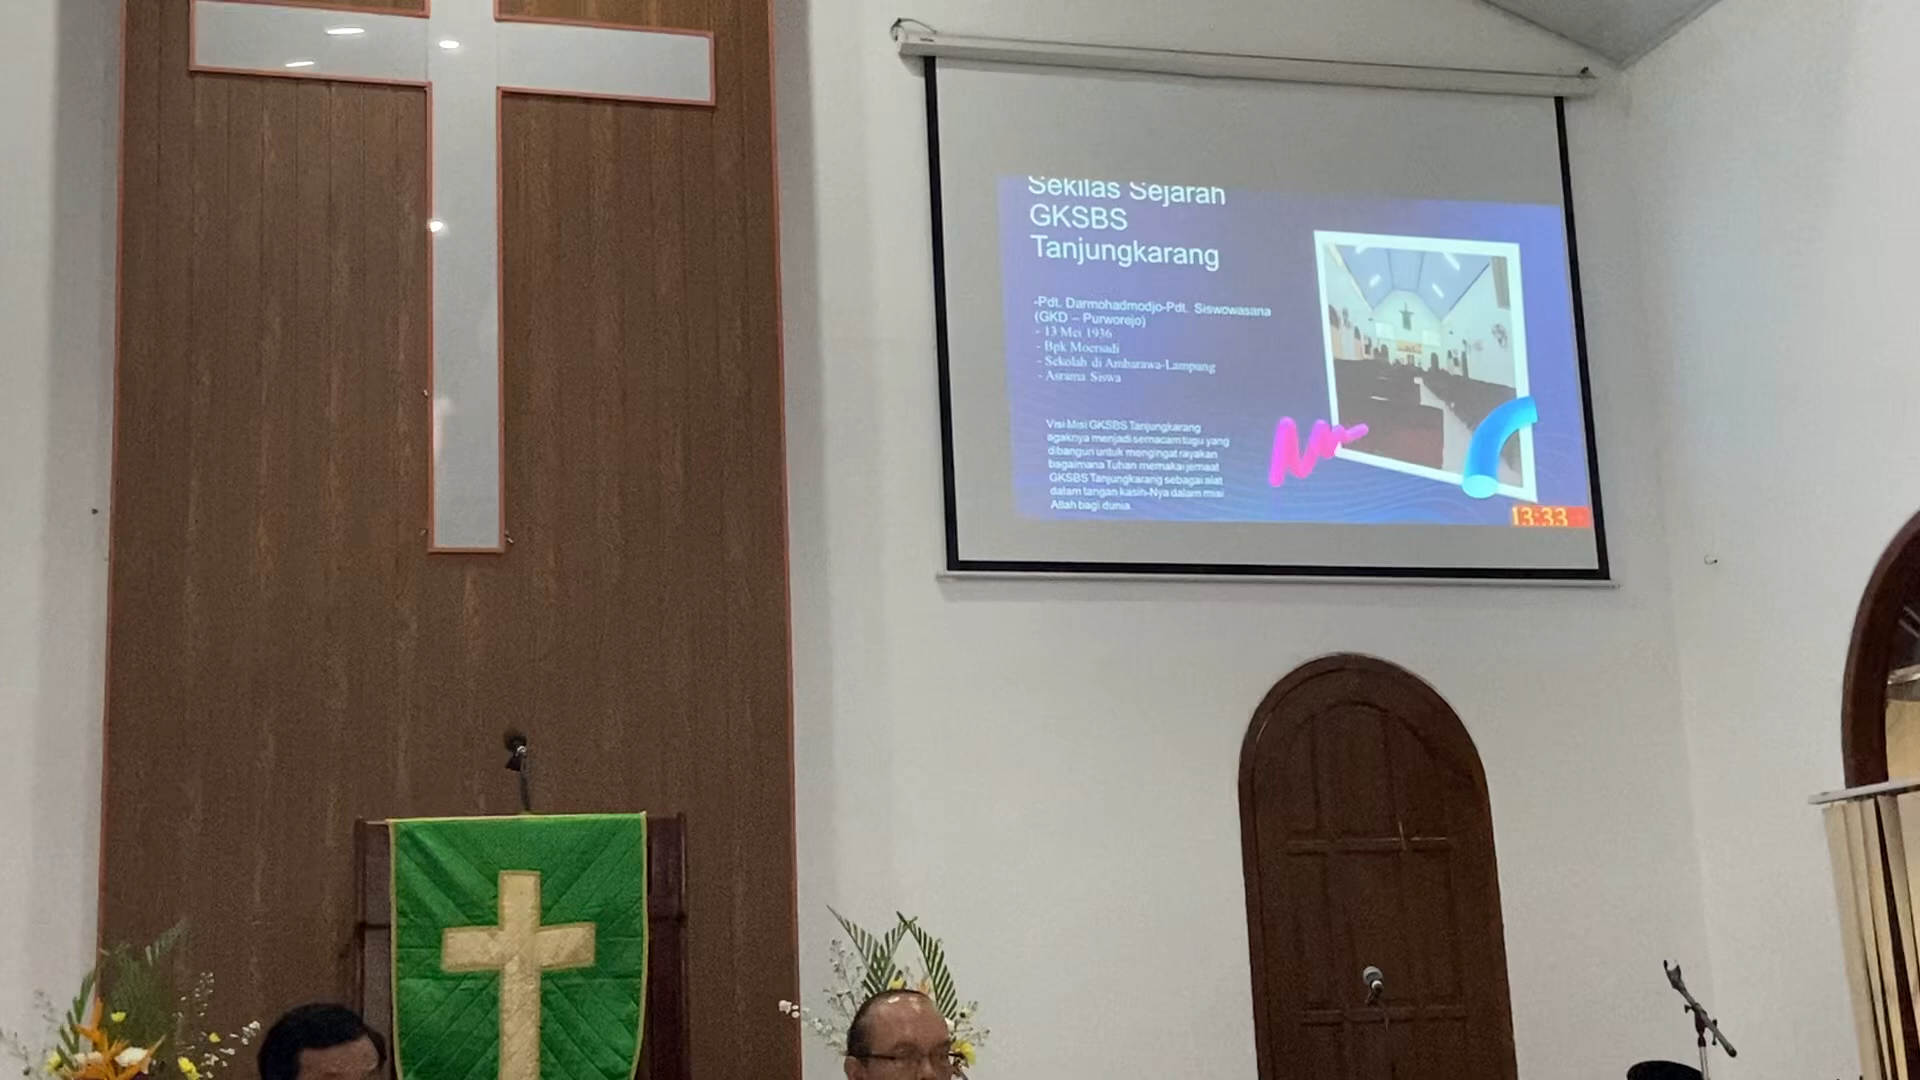 Sekilas Sejarah
GKSBS
Tanjungkarang
-Pdt. Darmohadmodjo-Pdt. Siswowasana
(GKD – Purworejo)
- 13 Mei 1936
- Bpk Moersadi
- Sekolah di Ambarawa-Lampung
- Asrama Siswa
Visi Misi GKSBS Tanjungkarang
agaknya menjadi semacam tugu yang
dibangun untuk mengingat rayakan
bagaimana Tuhan memakai jemaat
GKSBS Tanjungkarang sebagai alat
dalam tangan kasih-Nya dalam misi
Allah bagi dunia.
13:33